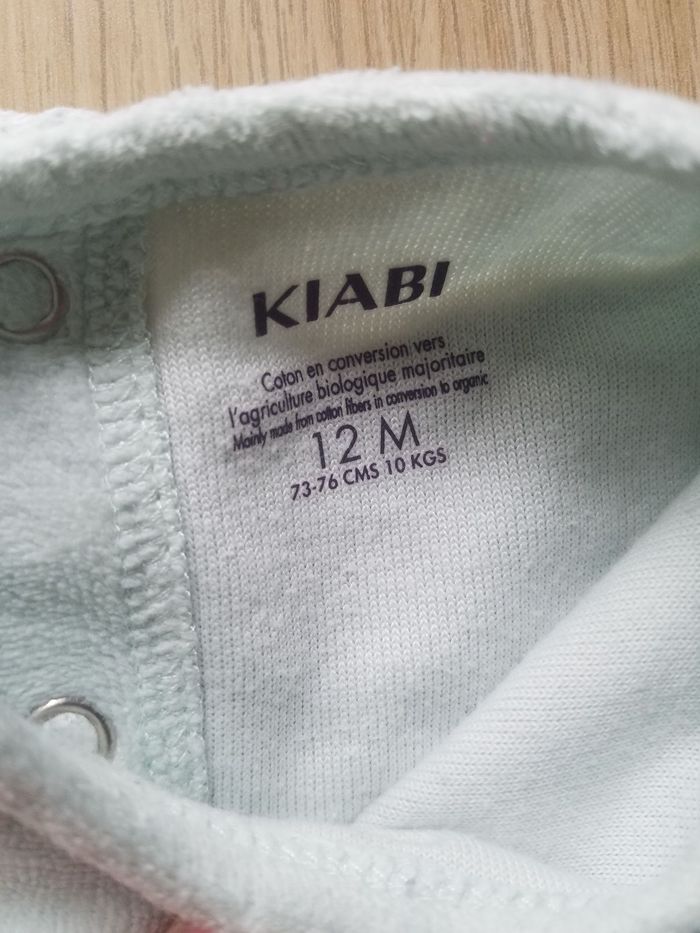 KIABI
Coton en conversion vers
l'agriculture biologique majoritaire
Mainly made from cotton fibers in conversion to organic
12 M
73-76 CMS 10 KGS